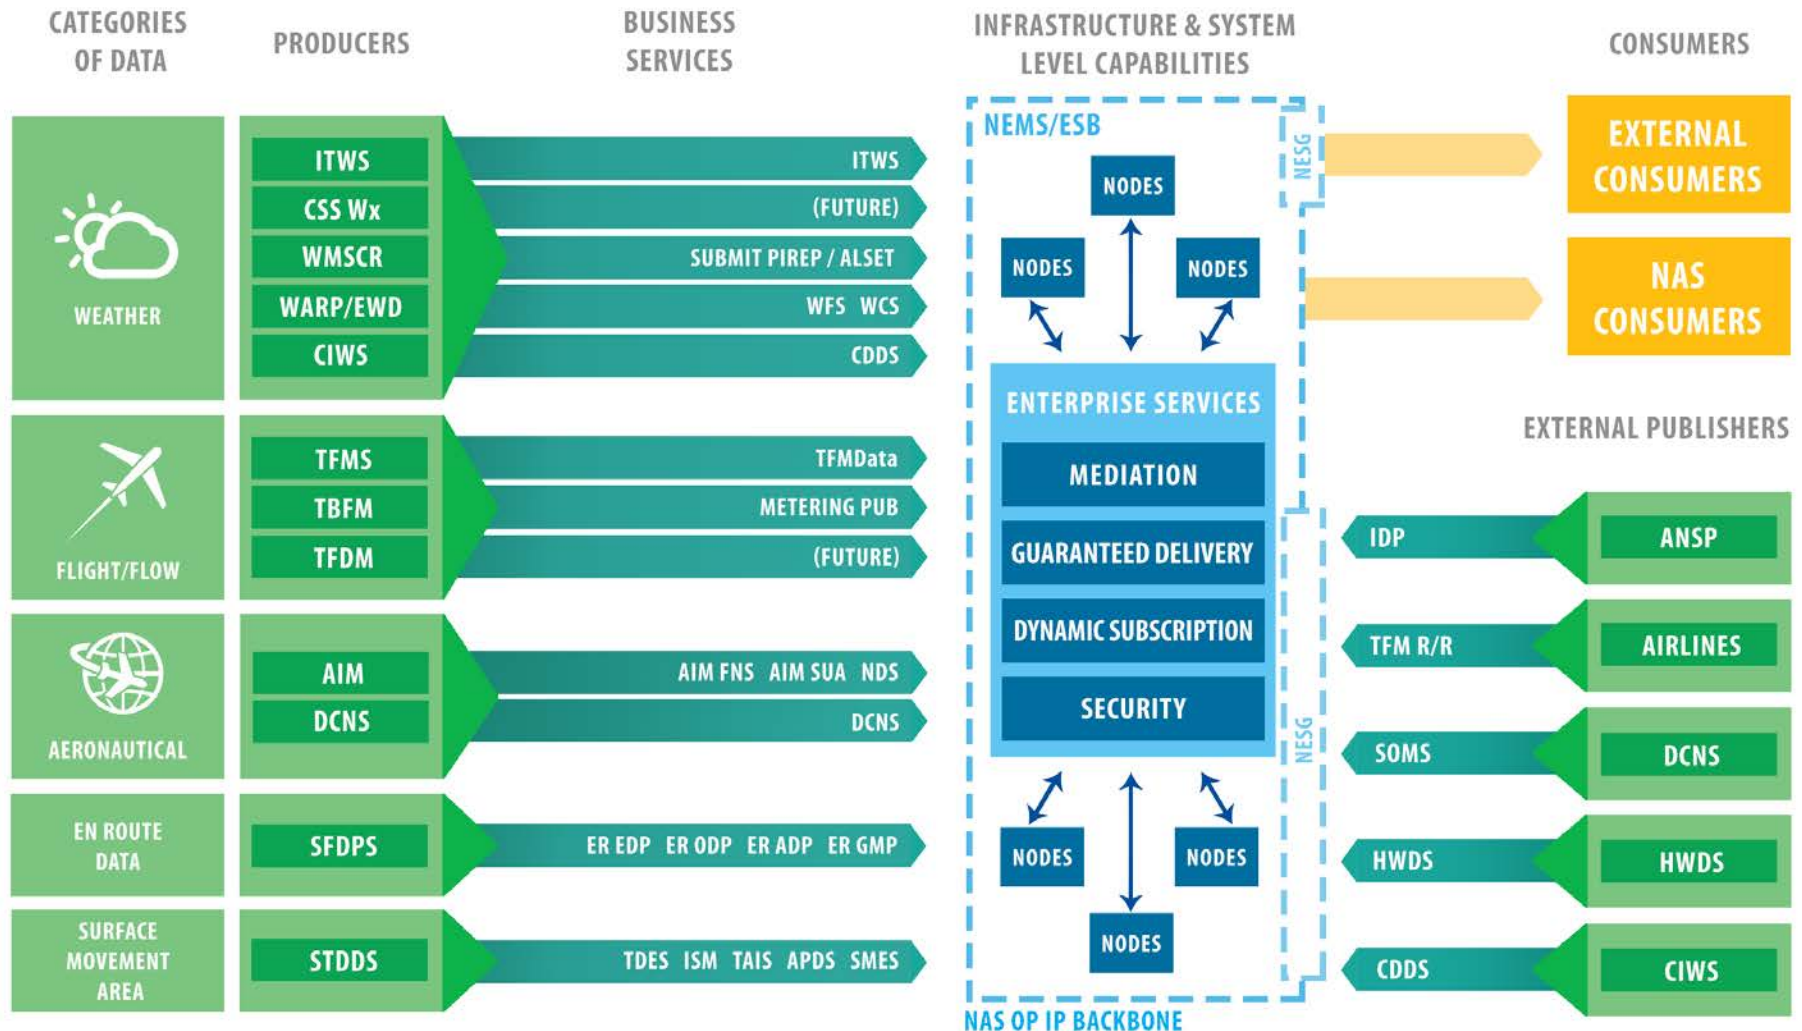 CATEGORIES
OF DATA
PRODUCERS
BUSINESS
SERVICES
INFRASTRUCTURE & SYSTEM
LEVEL CAPABILITIES
CONSUMERS
WEATHER
ITWS
CSS Wx
WMSCR
WARP/EWD
CIWS
ITWS
(FUTURE)
SUBMIT PIREP / ALSET
WFS WCS
CDDS
FLIGHT/FLOW
TFMS
TBFM
TFDM
TFMData
METERING PUB
(FUTURE)
AERONAUTICAL
AIM
DCNS
AIM FNS AIM SUA NDS
DCNS
EN ROUTE
DATA
SFDPS
ER EDP ER ODP ER ADP ER GMP
SURFACE
MOVEMENT
AREA
STDDS
TDES ISM TAIS APDS SMES
NEMS/ESB
NESG
NODES
NODES
NODES
ENTERPRISE SERVICES
MEDIATION
GUARANTEED DELIVERY
DYNAMIC SUBSCRIPTION
SECURITY
NESG
NODES
NODES
NODES
NAS OP IP BACKBONE
EXTERNAL
CONSUMERS
NAS
CONSUMERS
EXTERNAL PUBLISHERS
IDP
ANSP
TFM R/R
AIRLINES
SOMS
DCNS
HWDS
HWDS
CDDS
CIWS